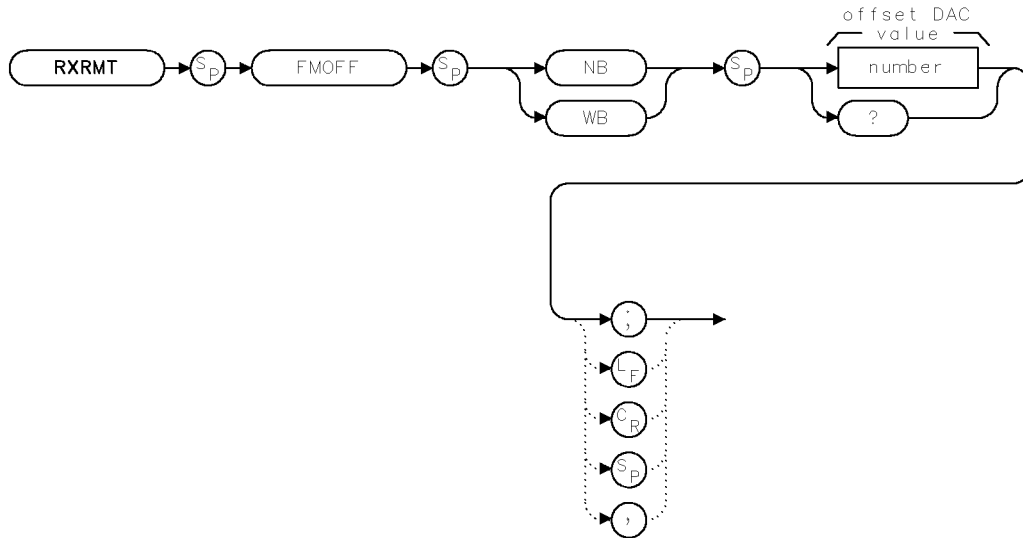 offset DAC
value
RXRMT SP FMOFF SP NB SP number
WB ?
;
LF
CR
SP
,